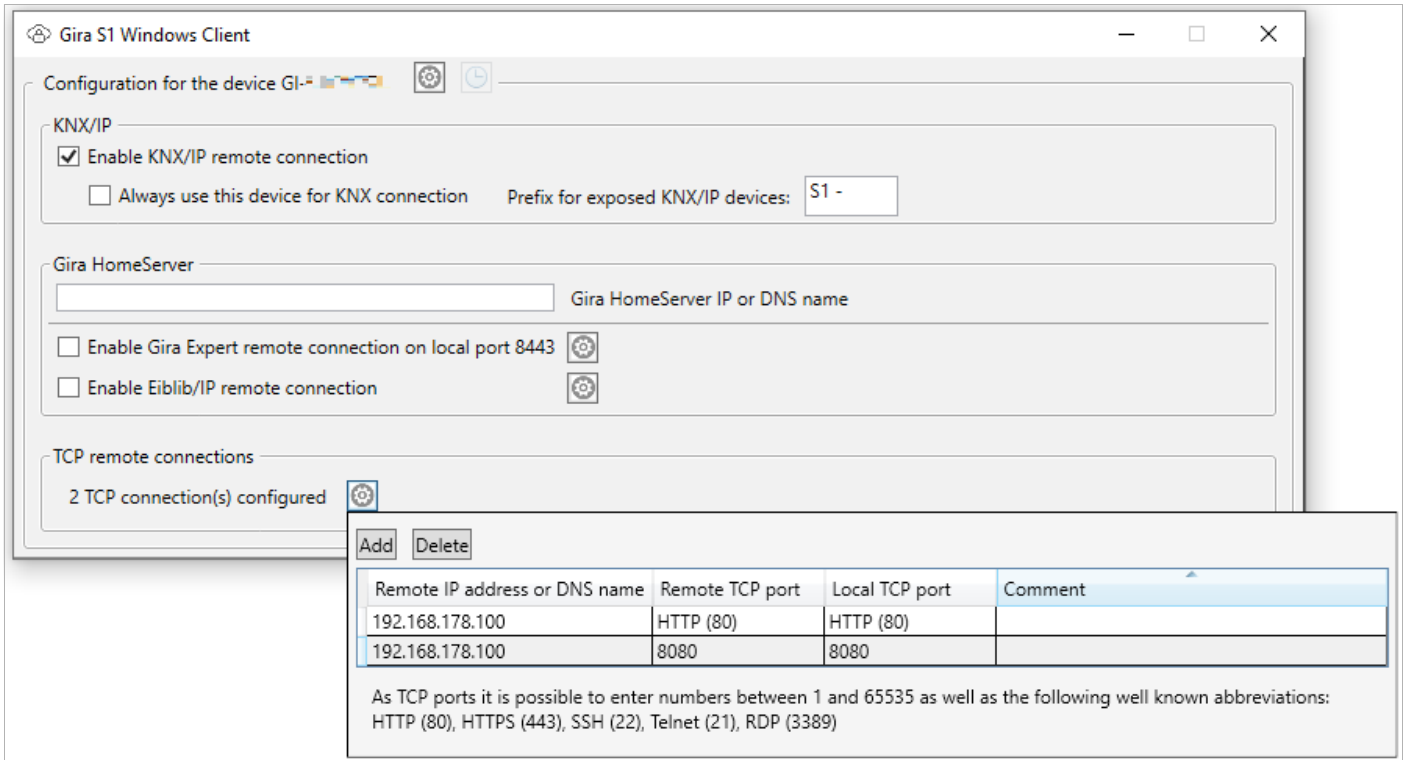 Gira S1 Windows Client
Configuration for the device GI-
KNX/IP
Enable KNX/IP remote connection
Always use this device for KNX connection Prefix for exposed KNX/IP devices: S1 -
Gira HomeServer
Gira HomeServer IP or DNS name
Enable Gira Expert remote connection on local port 8443
Enable Eiblib/IP remote connection
TCP remote connections
2 TCP connection(s) configured
Add Delete
Remote IP address or DNS name Remote TCP port Local TCP port Comment
192.168.178.100 HTTP (80) HTTP (80)
192.168.178.100 8080 8080
As TCP ports it is possible to enter numbers between 1 and 65535 as well as the following well known abbreviations:
HTTP (80), HTTPS (443), SSH (22), Telnet (21), RDP (3389)